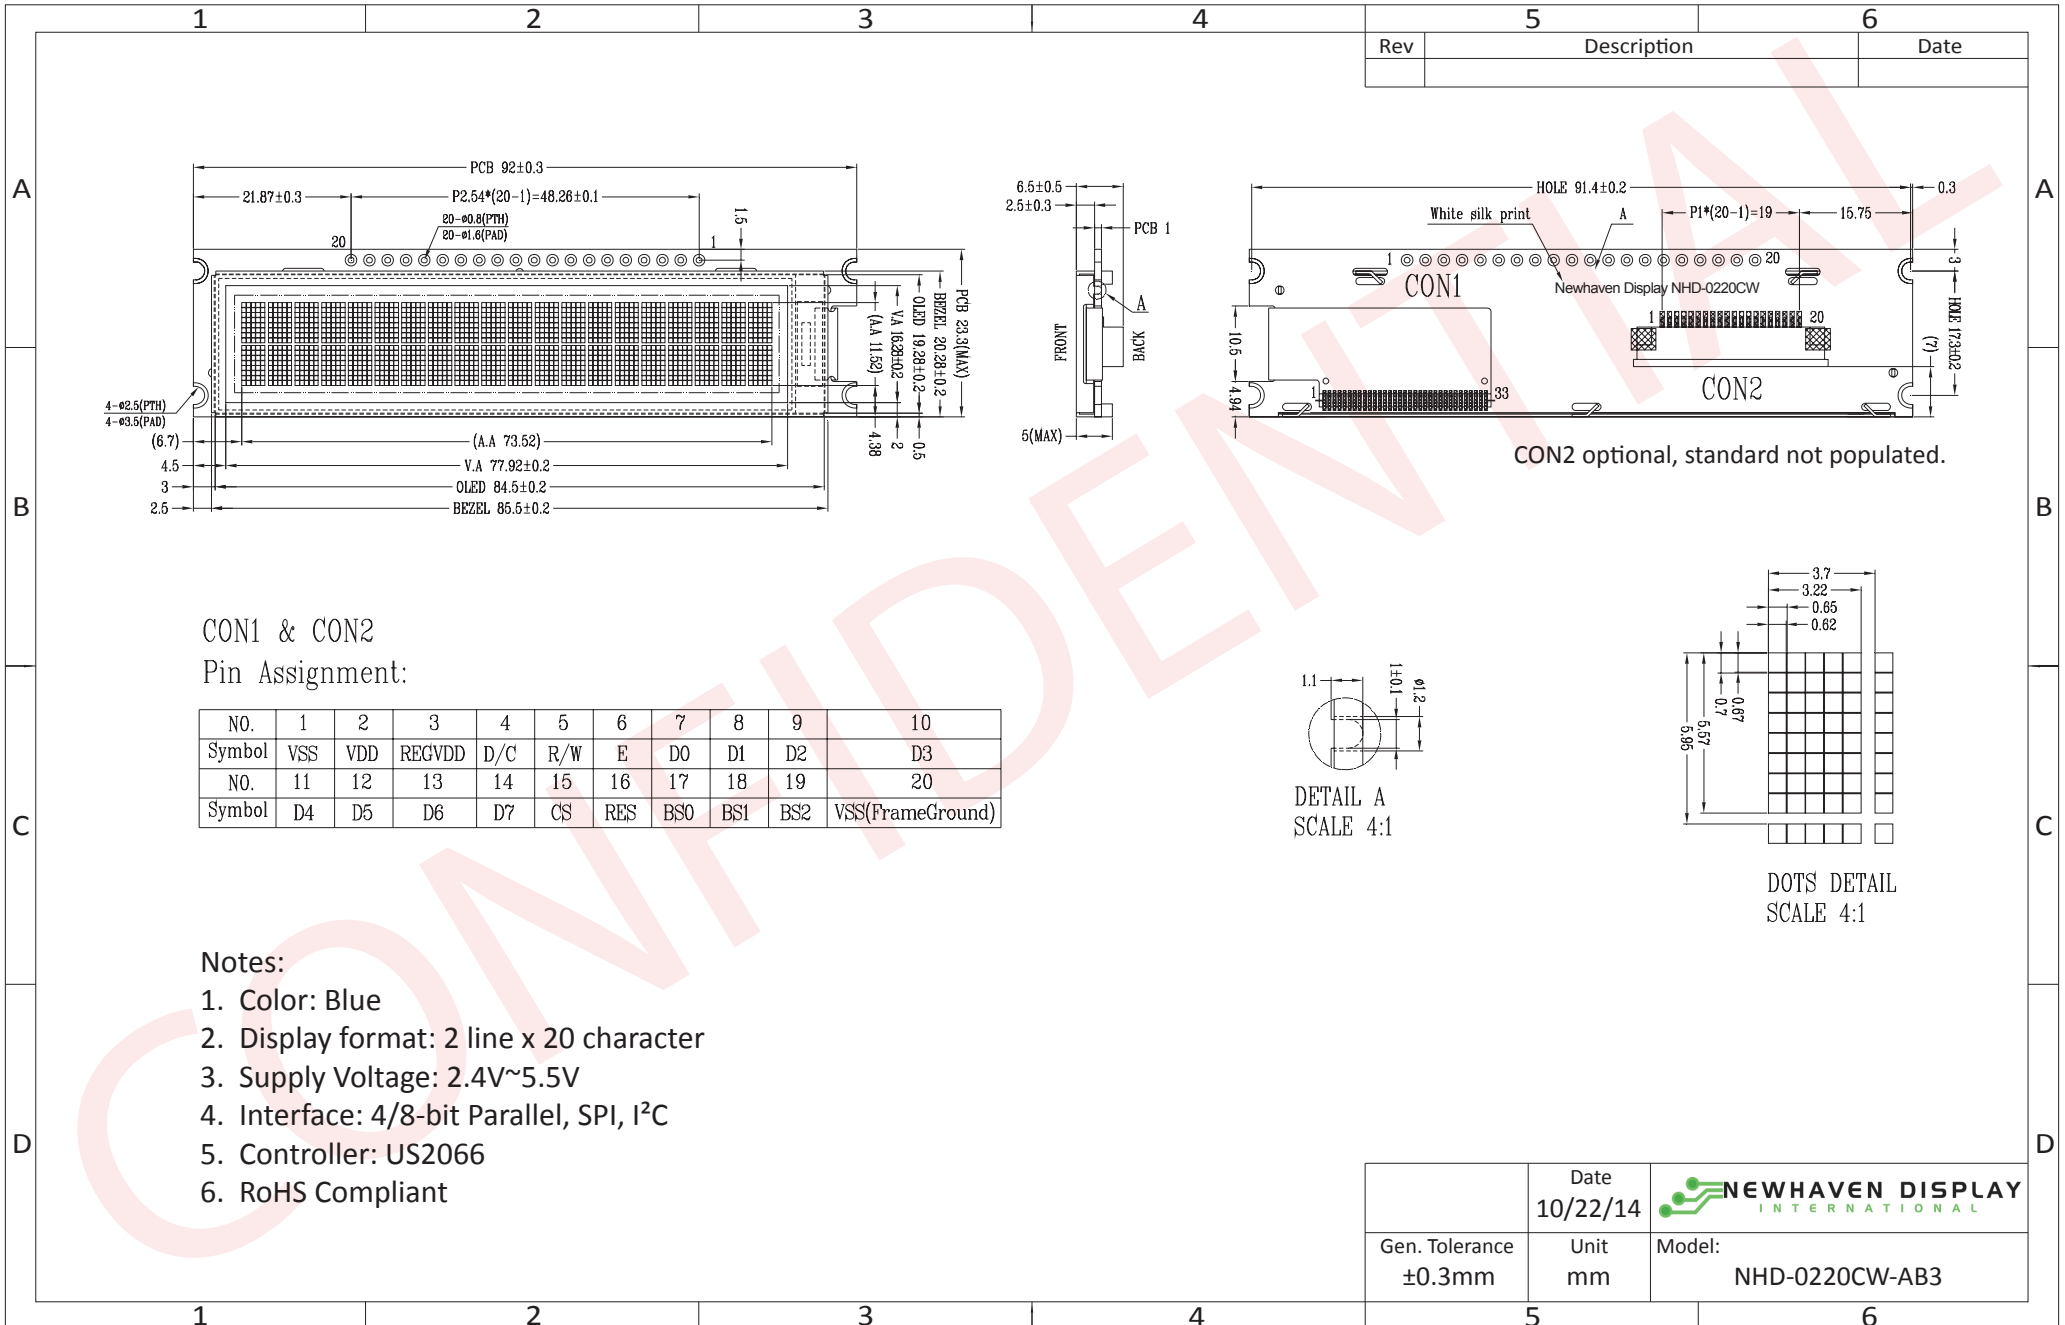 1 2 3 4 5 6
Rev Description Date
A A
B B
C C
D D
PCB 92±0.3
21.87±0.3 P2.54*(20-1)=48.26±0.1
20-ø0.8(PTH)
20-ø1.6(PAD)
20 1
1.5
PCB 23.3(MAX)
BEZEL 20.28±0.2
OLED 19.28±0.2
V.A 16.28±0.2
(A.A 11.52)
4-ø2.5(PTH)
4-ø3.5(PAD)
(6.7) (A.A 73.52)
4.5 V.A 77.92±0.2
3 OLED 84.5±0.2
2.5 BEZEL 85.5±0.2
4.38
2
0.5
6.5±0.5
2.5±0.3
PCB 1
A
FRONT
BACK
5(MAX)
HOLE 91.4±0.2 0.3
White silk print A P1*(20-1)=19 15.75
1 20
CON1
Newhaven Display NHD-0220CW
1 20
3
HOLE 17.3±0.2
(7)
10.5
4.94
1 33
CON2
CON2 optional, standard not populated.
CON1 & CON2
Pin Assignment:
NO. 1 2 3 4 5 6 7 8 9 10
Symbol VSS VDD REGVDD D/C R/W E D0 D1 D2 D3
NO. 11 12 13 14 15 16 17 18 19 20
Symbol D4 D5 D6 D7 CS RES BS0 BS1 BS2 VSS(FrameGround)
1.1
1±0.1
ø1.2
DETAIL A
SCALE 4:1
3.7
3.22
0.65
0.62
0.67
0.7
5.57
5.95
DOTS DETAIL
SCALE 4:1
Notes:
1. Color: Blue
2. Display format: 2 line x 20 character
3. Supply Voltage: 2.4V~5.5V
4. Interface: 4/8-bit Parallel, SPI, I²C
5. Controller: US2066
6. RoHS Compliant
CONFIDENTIAL
Date
10/22/14
NEWHAVEN DISPLAY
INTERNATIONAL
Gen. Tolerance
±0.3mm
Unit
mm
Model:
NHD-0220CW-AB3
1 2 3 4 5 6